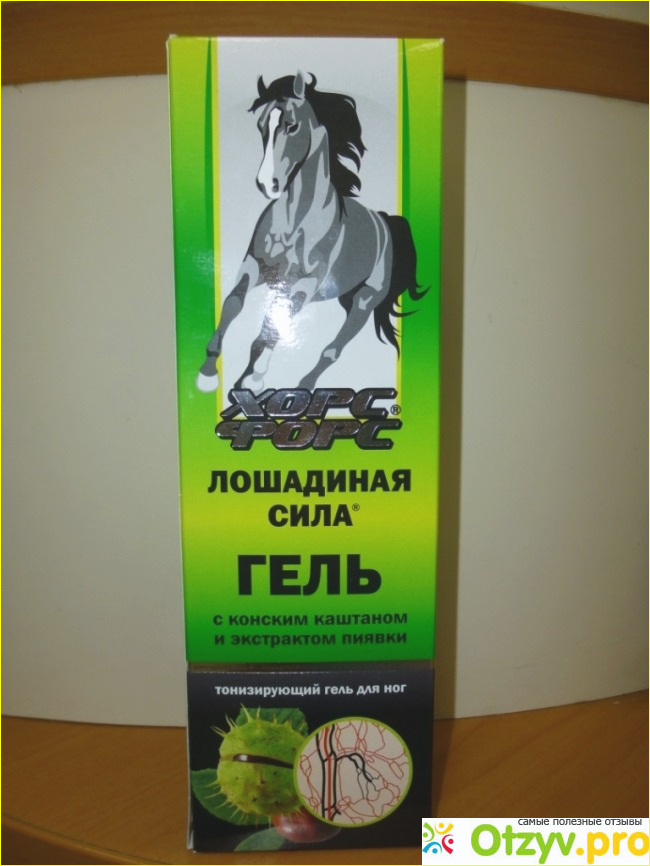 ХОРС®
ФОРС
ЛОШАДИНАЯ
СИЛА®
ГЕЛЬ
с конским каштаном
и экстрактом пиявки
тонизирующий гель для ног
самые полезные отзывы
Otzyv.pro